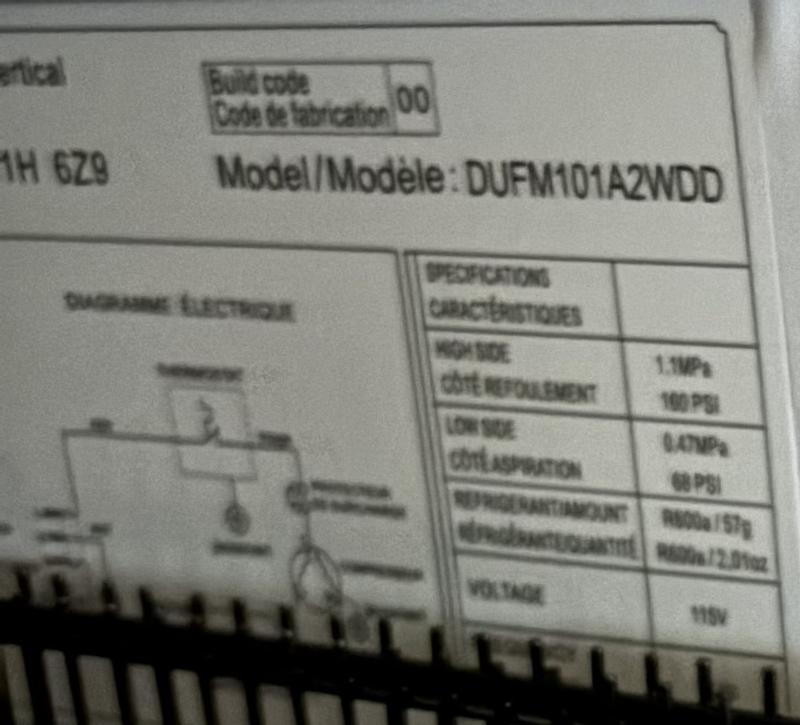 ertical
Build code
Code de fabrication
00
1H 6Z9
Model/Modèle: DUFM101A2WDD
DIAGRAMME ÉLECTRIQUE
THERMOSTAT
SPECIFICATIONS
CARACTÉRISTIQUES
HIGH SIDE
CÔTÉ REFOULEMENT
1.1MPa
160 PSI
LOW SIDE
CÔTÉ ASPIRATION
0.47MPa
68 PSI
REFRIGERANT/AMOUNT
RÉFRIGÉRANTE/QUANTITÉ
R600a / 57g
R600a / 2.01oz
VOLTAGE
115V